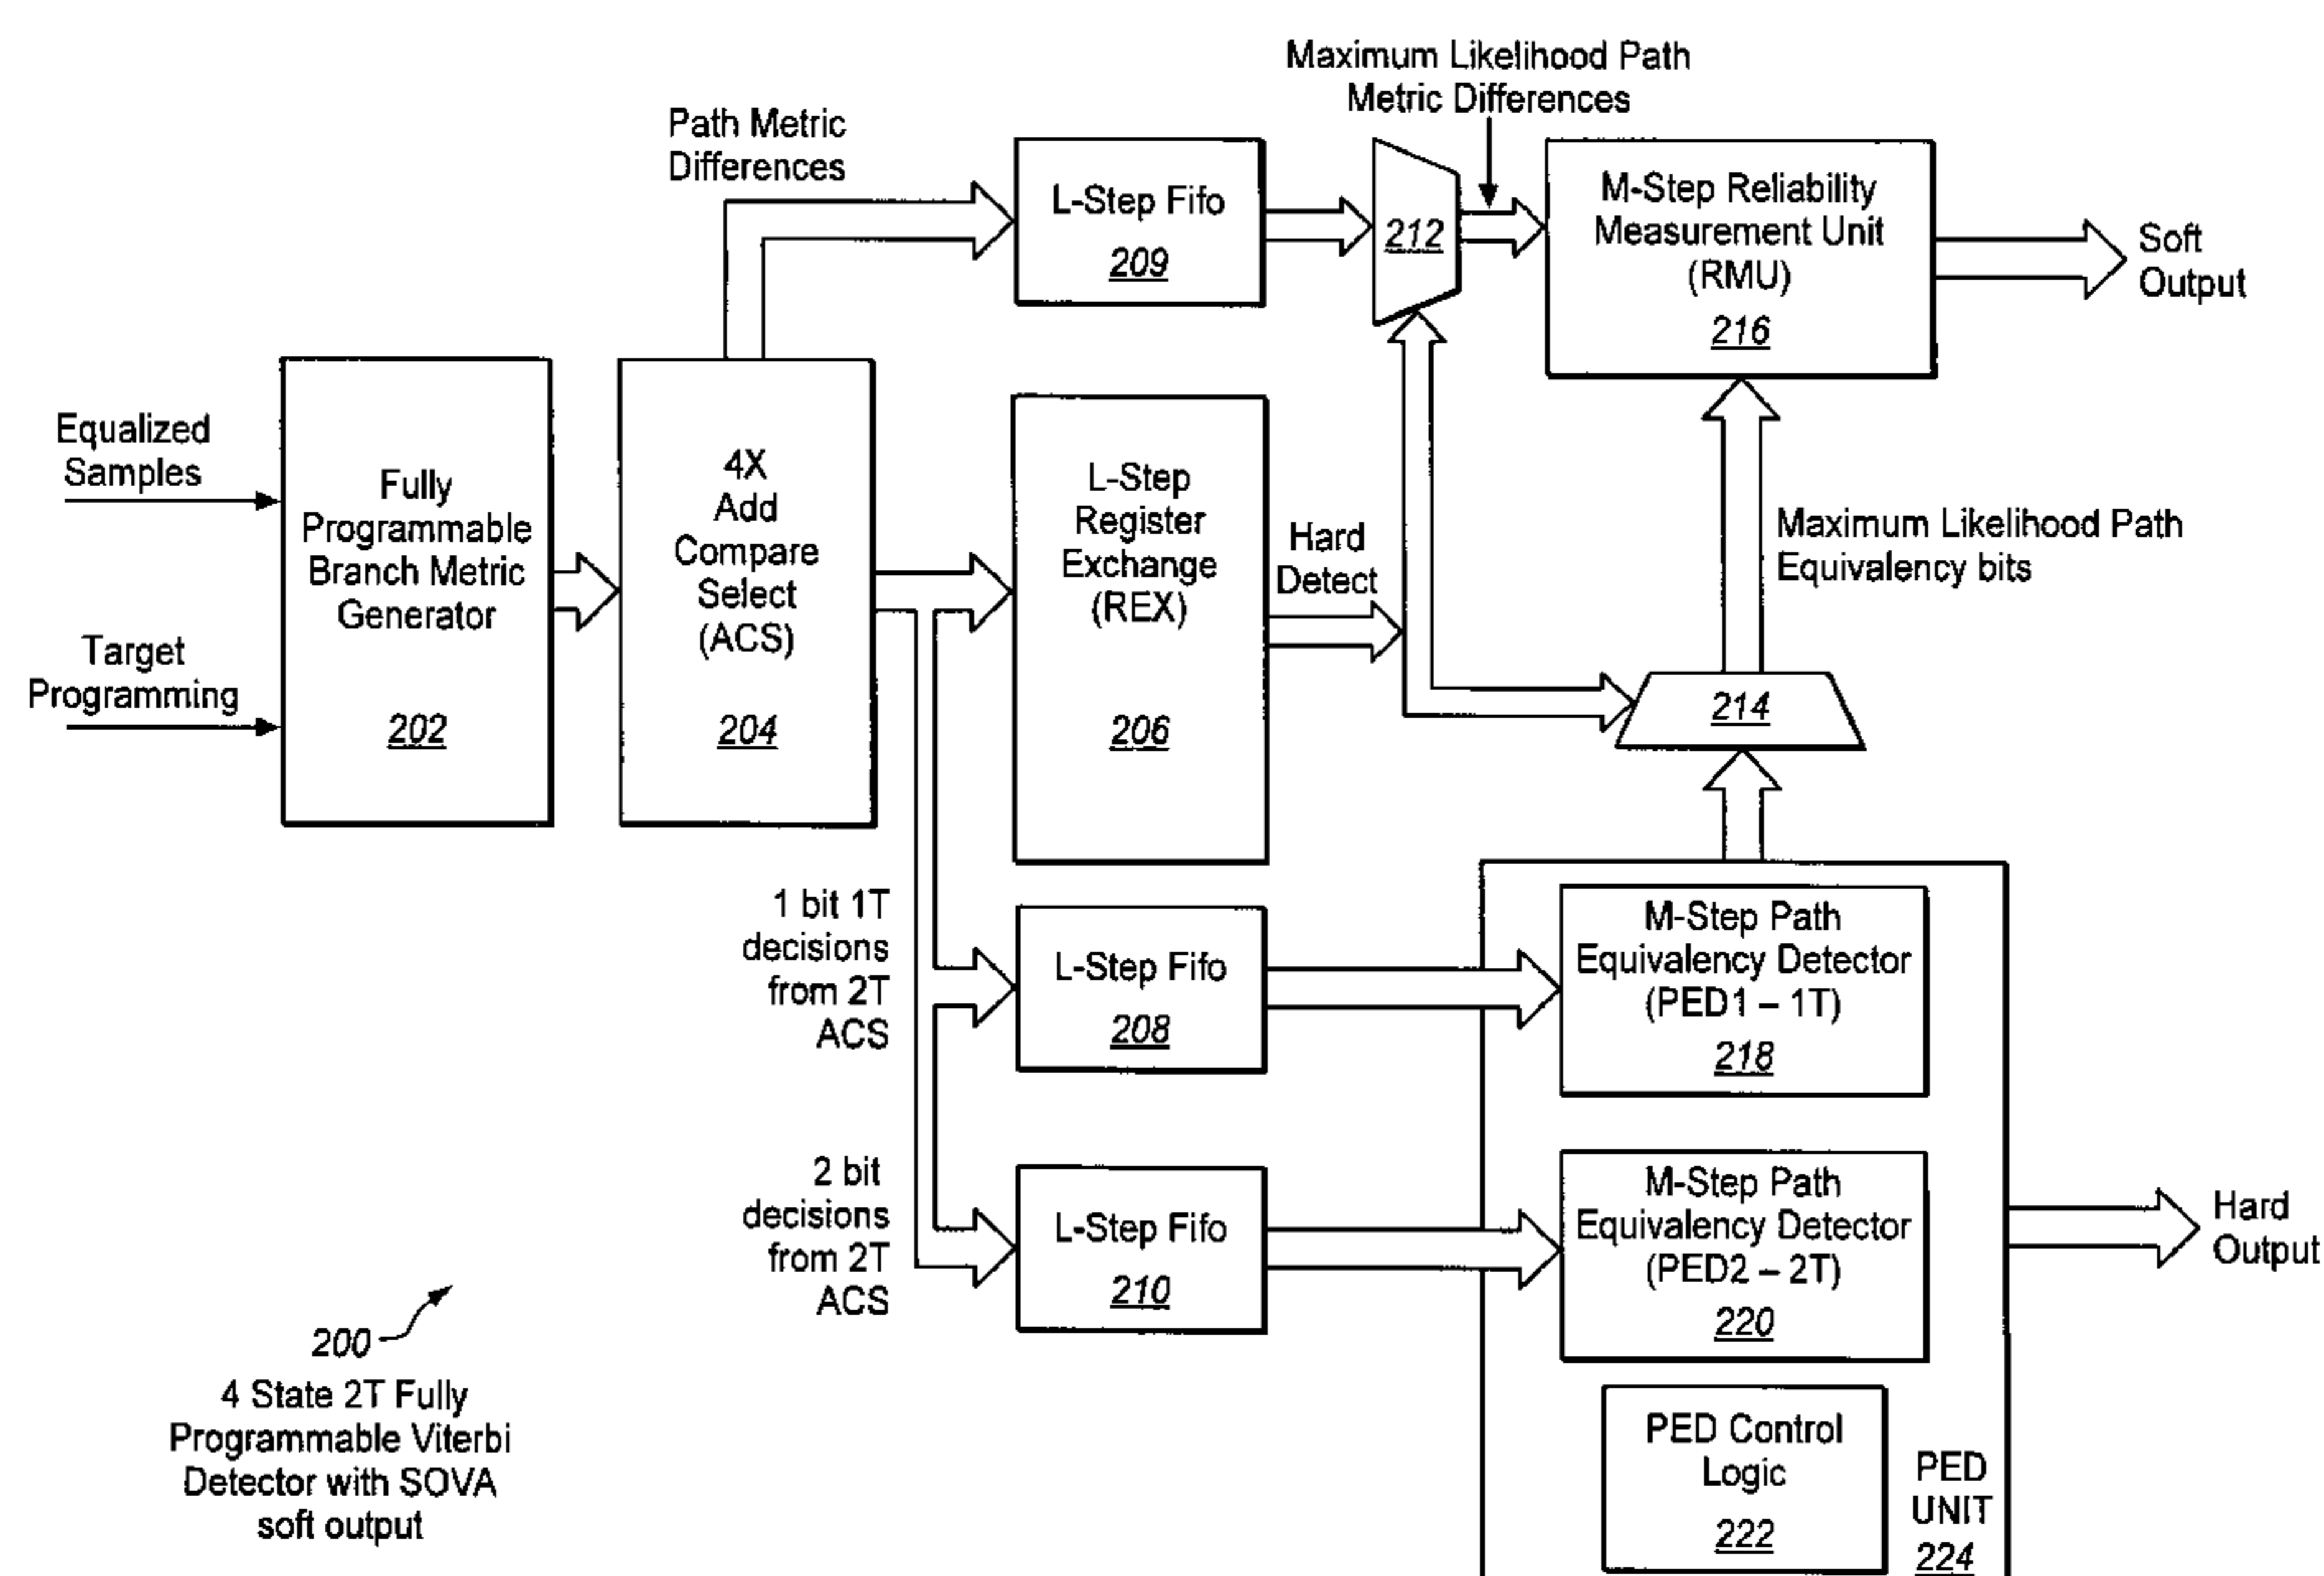 Maximum Likelihood Path
Metric Differences
Path Metric
Differences
L-Step Fifo
209
212
M-Step Reliability
Measurement Unit
(RMU)
216
Soft
Output
Equalized
Samples
Target
Programming
Fully
Programmable
Branch Metric
Generator
202
4X
Add
Compare
Select
(ACS)
204
L-Step
Register
Exchange
(REX)
206
Hard
Detect
Maximum Likelihood Path
Equivalency bits
214
1 bit 1T
decisions
from 2T
ACS
L-Step Fifo
208
M-Step Path
Equivalency Detector
(PED1 – 1T)
218
2 bit
decisions
from 2T
ACS
L-Step Fifo
210
M-Step Path
Equivalency Detector
(PED2 – 2T)
220
Hard
Output
PED Control
Logic
222
PED
UNIT
224
200
4 State 2T Fully
Programmable Viterbi
Detector with SOVA
soft output